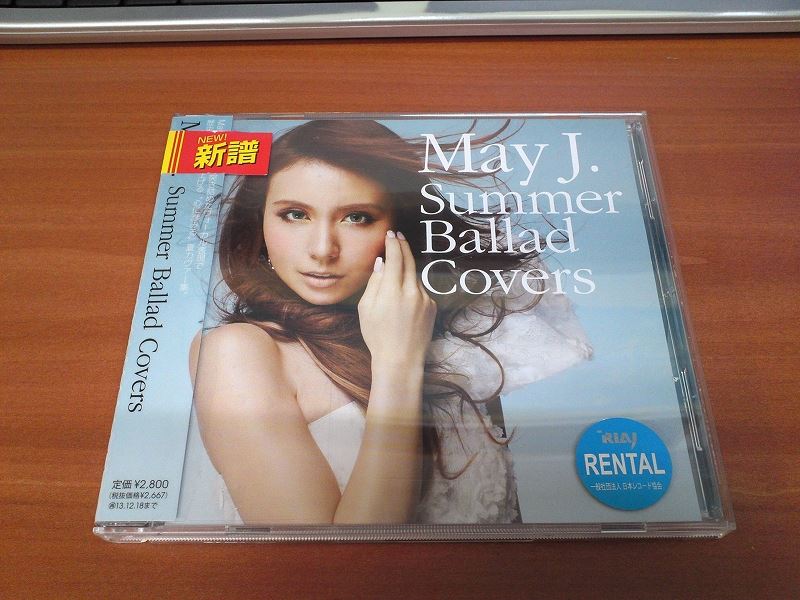 NEW!
新譜
May J.
Summer
Ballad
Covers
Summer Ballad Covers
定価¥2,800
(税抜価格¥2,667)
13.12.18まで
RIAJ
RENTAL
一般社団法人 日本レコード協会